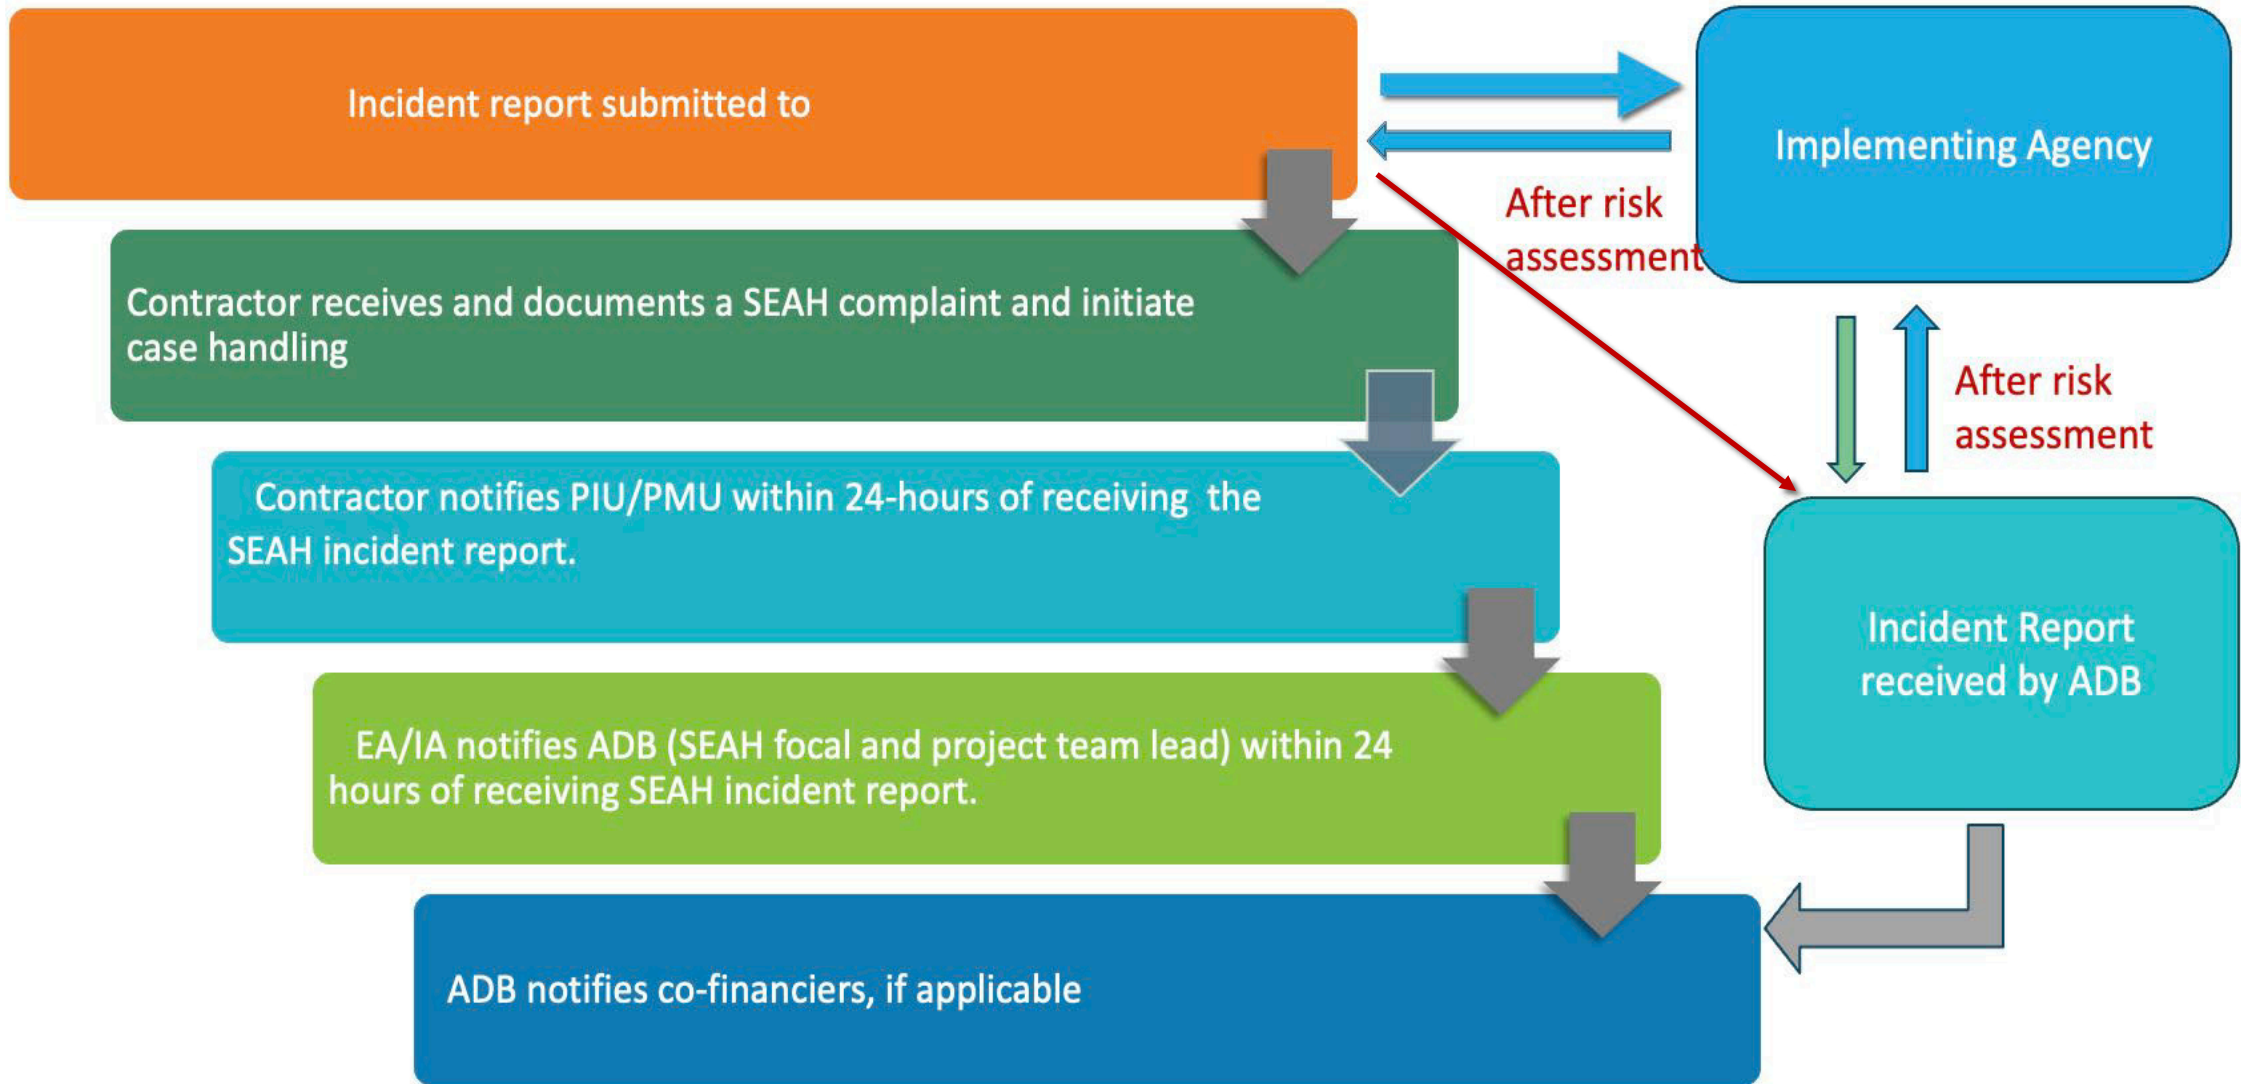 Incident report submitted to
Implementing Agency
After risk
assessment
Contractor receives and documents a SEAH complaint and initiate
case handling
After risk
assessment
Contractor notifies PIU/PMU within 24-hours of receiving  the
SEAH incident report.
Incident Report
received by ADB
EA/IA notifies ADB (SEAH focal and project team lead) within 24
hours of receiving SEAH incident report.
ADB notifies co-financiers, if applicable